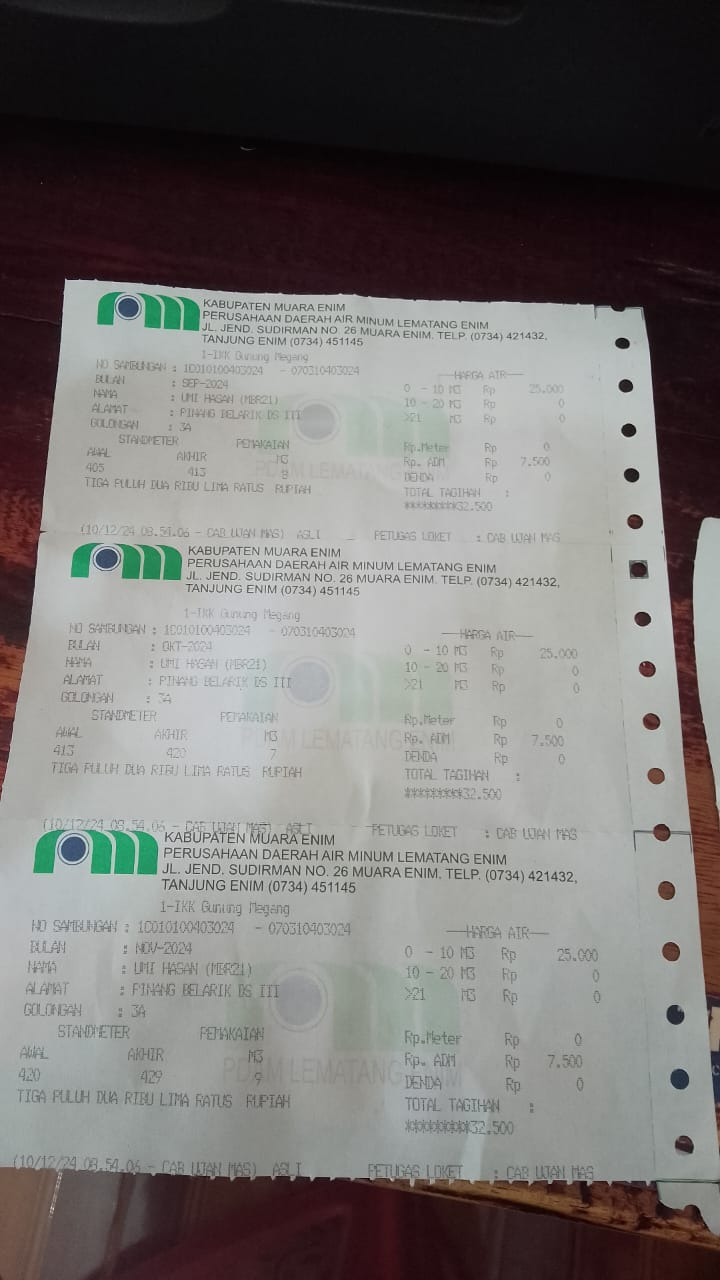 KABUPATEN MUARA ENIM
PERUSAHAAN DAERAH AIR MINUM LEMATANG ENIM
JL. JEND. SUDIRMAN NO. 26 MUARA ENIM. TELP. (0734) 421432,
TANJUNG ENIM (0734) 451145
1-IKK Gunung Megang
NO SAMBUNGAN : 1C010100403024 - 070310403024
BULAN : SEP-2024
NAMA : UMI HASAN (MBR21)
ALAMAT : PINANG BELARIK DS III
GOLONGAN : 3A
STANDMETER PEMAKAIAN
AWAL AKHIR M3
405 413 8
TIGA PULUH DUA RIBU LIMA RATUS RUPIAH
HARGA AIR
0 - 10 M3 Rp 25.000
10 - 20 M3 Rp 0
>21 M3 Rp 0
Rp.Meter Rp 0
Rp. ADM Rp 7.500
DENDA Rp 0
TOTAL TAGIHAN :
********32.500
PDAM LEMATANG
(10/12/24 08.54.06 - CAB UJAN MAS) ASLI PETUGAS LOKET : CAB UJAN MAS
KABUPATEN MUARA ENIM
PERUSAHAAN DAERAH AIR MINUM LEMATANG ENIM
JL. JEND. SUDIRMAN NO. 26 MUARA ENIM. TELP. (0734) 421432,
TANJUNG ENIM (0734) 451145
1-IKK Gunung Megang
NO SAMBUNGAN : 1C010100403024 - 070310403024
BULAN : OKT-2024
NAMA : UMI HASAN (MBR21)
ALAMAT : PINANG BELARIK DS III
GOLONGAN : 3A
STANDMETER PEMAKAIAN
AWAL AKHIR M3
413 420 7
TIGA PULUH DUA RIBU LIMA RATUS RUPIAH
HARGA AIR
0 - 10 M3 Rp 25.000
10 - 20 M3 Rp 0
>21 M3 Rp 0
Rp.Meter Rp 0
Rp. ADM Rp 7.500
DENDA Rp 0
TOTAL TAGIHAN :
********32.500
PDAM LEMATANG
(10/12/24 08.54.06 - CAB UJAN MAS) ASLI PETUGAS LOKET : CAB UJAN MAS
KABUPATEN MUARA ENIM
PERUSAHAAN DAERAH AIR MINUM LEMATANG ENIM
JL. JEND. SUDIRMAN NO. 26 MUARA ENIM. TELP. (0734) 421432,
TANJUNG ENIM (0734) 451145
1-IKK Gunung Megang
NO SAMBUNGAN : 1C010100403024 - 070310403024
BULAN : NOV-2024
NAMA : UMI HASAN (MBR21)
ALAMAT : PINANG BELARIK DS III
GOLONGAN : 3A
STANDMETER PEMAKAIAN
AWAL AKHIR M3
420 429 9
TIGA PULUH DUA RIBU LIMA RATUS RUPIAH
HARGA AIR
0 - 10 M3 Rp 25.000
10 - 20 M3 Rp 0
>21 M3 Rp 0
Rp.Meter Rp 0
Rp. ADM Rp 7.500
DENDA Rp 0
TOTAL TAGIHAN :
********32.500
PDAM LEMATANG
(10/12/24 08.54.06 - CAB UJAN MAS) ASLI PETUGAS LOKET : CAB UJAN MAS